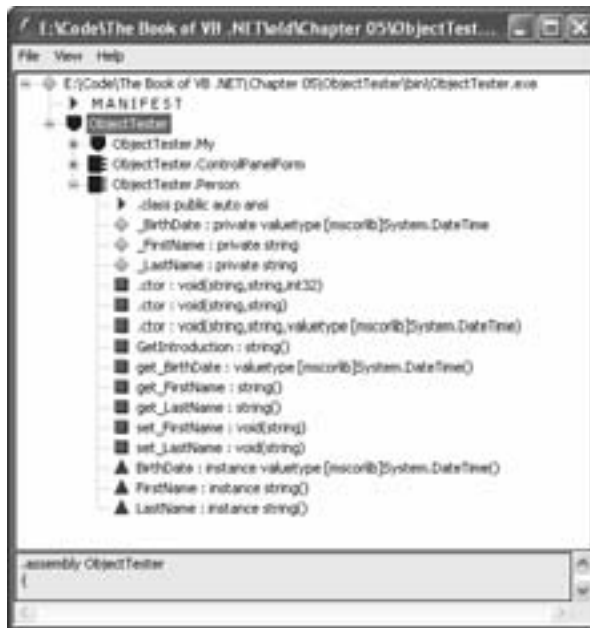 E:\Code\The Book of VB .NET\old\Chapter 05\ObjectTest...
File View Help
E:\Code\The Book of VB .NET\Chapter 05\ObjectTester\bin\ObjectTester.exe
MANIFEST
ObjectTester
ObjectTester.My
ObjectTester.ControlPanelForm
ObjectTester.Person
.class public auto ansi
_BirthDate : private valuetype [mscorlib]System.DateTime
_FirstName : private string
_LastName : private string
.ctor : void(string,string,int32)
.ctor : void(string,string)
.ctor : void(string,string,valuetype [mscorlib]System.DateTime)
GetIntroduction : string()
get_BirthDate : valuetype [mscorlib]System.DateTime()
get_FirstName : string()
get_LastName : string()
set_FirstName : void(string)
set_LastName : void(string)
BirthDate : instance valuetype [mscorlib]System.DateTime()
FirstName : instance string()
LastName : instance string()
.assembly ObjectTester
{